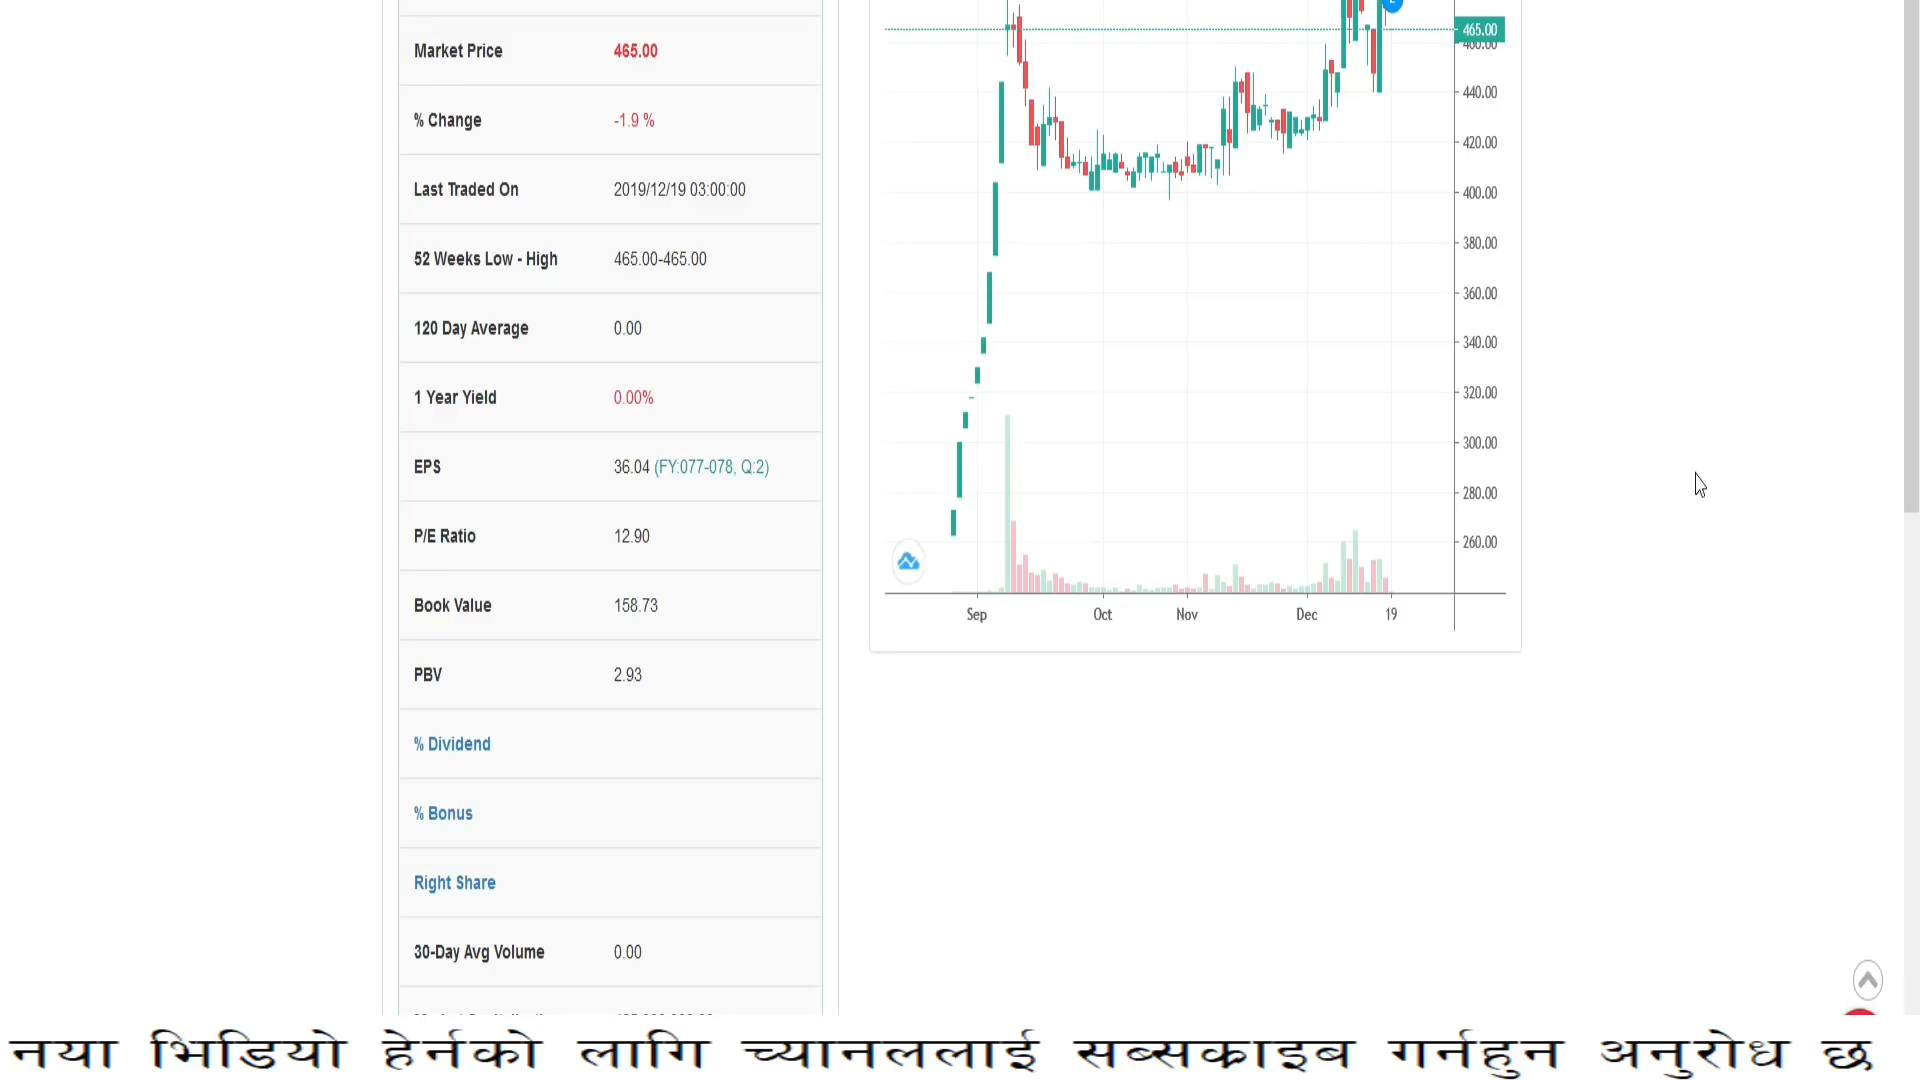 Market Price 465.00
% Change -1.9 %
Last Traded On 2019/12/19 03:00:00
52 Weeks Low - High 465.00-465.00
120 Day Average 0.00
1 Year Yield 0.00%
EPS 36.04 (FY:077-078, Q:2)
P/E Ratio 12.90
Book Value 158.73
PBV 2.93
% Dividend
% Bonus
Right Share
30-Day Avg Volume 0.00
465.00
460.00
440.00
420.00
400.00
380.00
360.00
340.00
320.00
300.00
280.00
260.00
Sep Oct Nov Dec 19
नया भिडियो हेर्नको लागि च्यानललाई सब्सक्राइब गर्नहुन अनुरोध छ